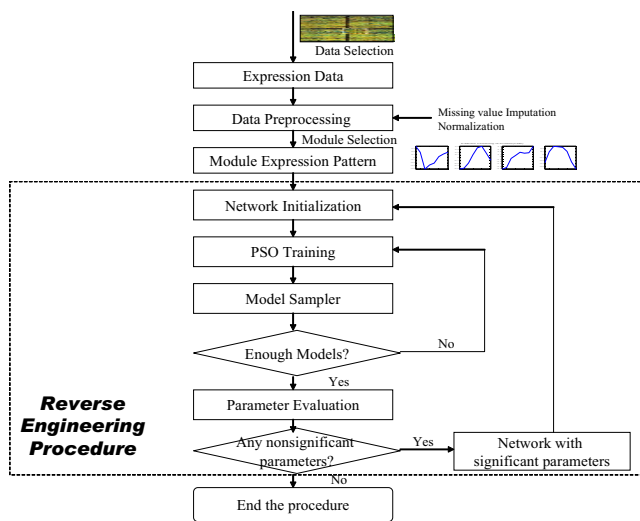 Data Selection
Expression Data
Data Preprocessing
Missing value Imputation
Normalization
Module Selection
Module Expression Pattern
Network Initialization
PSO Training
Model Sampler
Enough Models?
No
Yes
Parameter Evaluation
Reverse
Engineering
Procedure
Any nonsignificant
parameters?
Yes
Network with
significant parameters
No
End the procedure